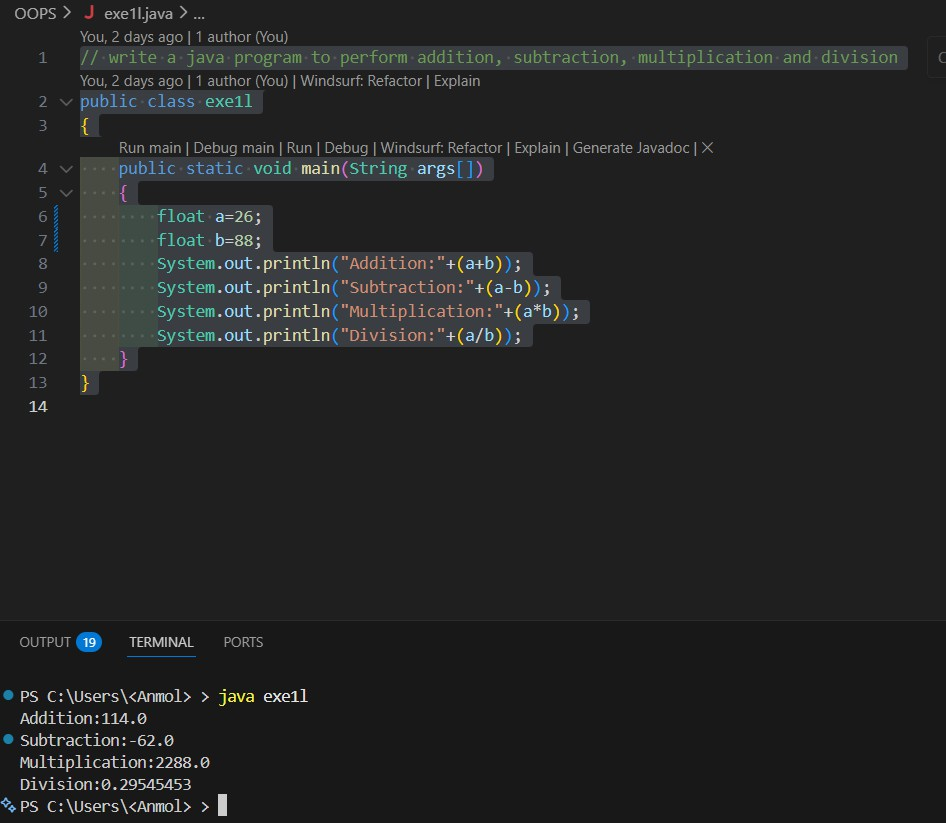 OOPS > J exe1l.java > ...
You, 2 days ago | 1 author (You)
1 // write a java program to perform addition, subtraction, multiplication and division
You, 2 days ago | 1 author (You) | Windsurf: Refactor | Explain
2 public class exe1l
3 {
Run main | Debug main | Run | Debug | Windsurf: Refactor | Explain | Generate Javadoc | ×
4 public static void main(String args[])
5 {
6 float a=26;
7 float b=88;
8 System.out.println("Addition:"+(a+b));
9 System.out.println("Subtraction:"+(a-b));
10 System.out.println("Multiplication:"+(a*b));
11 System.out.println("Division:"+(a/b));
12 }
13 }
14
OUTPUT 19 TERMINAL PORTS
PS C:\Users\<Anmol> > java exe1l
Addition:114.0
Subtraction:-62.0
Multiplication:2288.0
Division:0.29545453
PS C:\Users\<Anmol> >